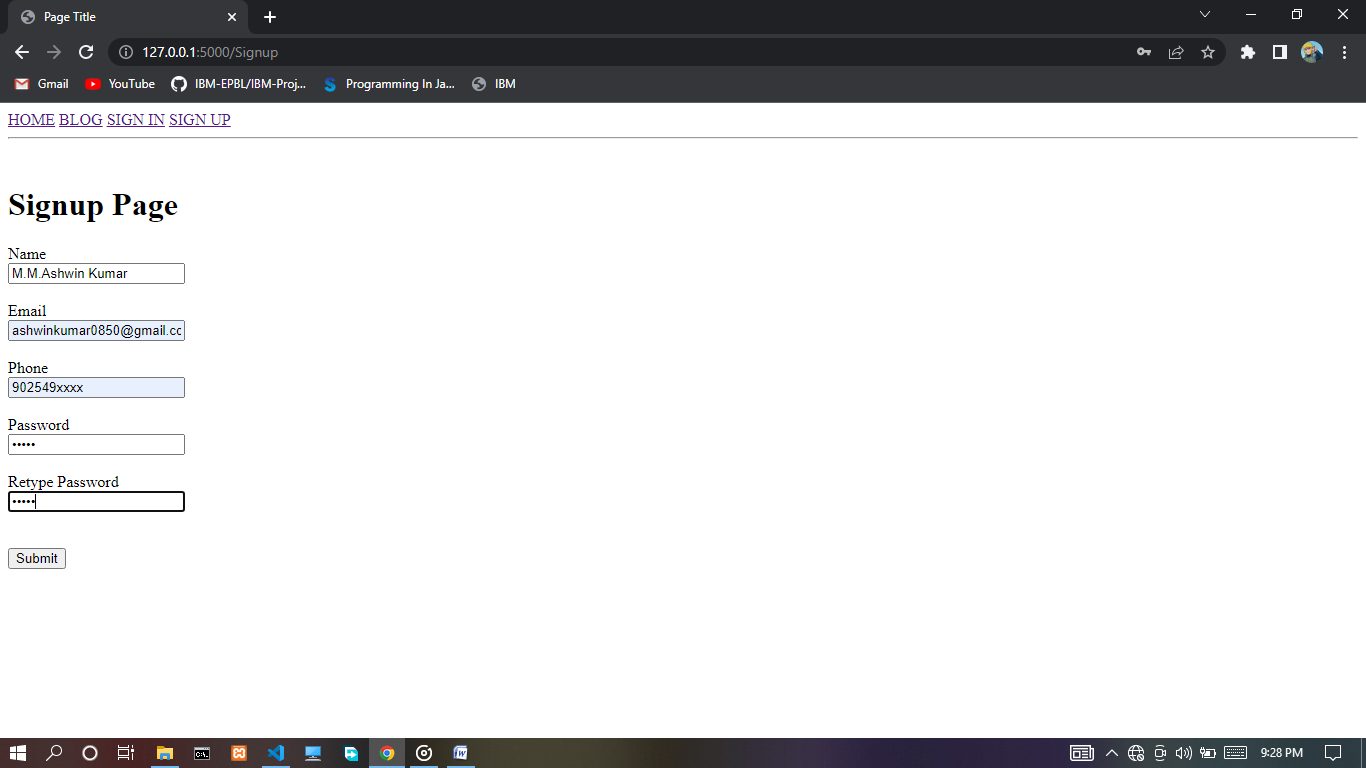 Page Title
127.0.0.1:5000/Signup
Gmail YouTube IBM-EPBL/IBM-Proj... Programming In Ja... IBM
HOME BLOG SIGN IN SIGN UP
Signup Page
Name
M.M.Ashwin Kumar
Email
ashwinkumar0850@gmail.cc
Phone
902549xxxx
Password
•••••
Retype Password
•••••
Submit
9:28 PM